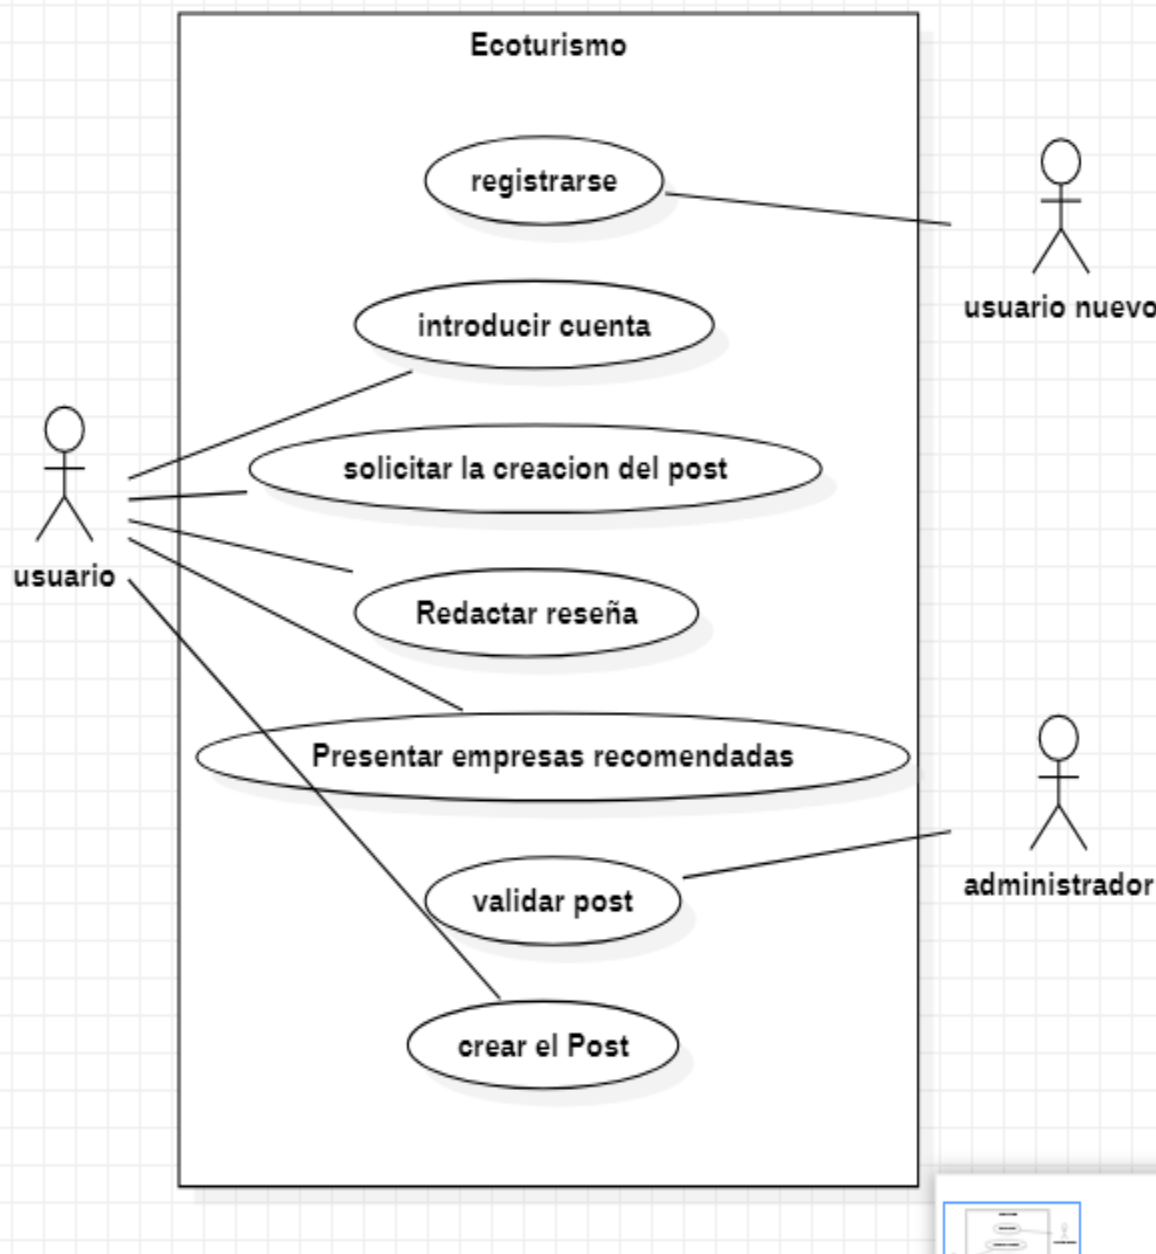 Ecoturismo
registrarse
usuario nuevo
introducir cuenta
solicitar la creacion del post
usuario
Redactar reseña
Presentar empresas recomendadas
administrador
validar post
crear el Post